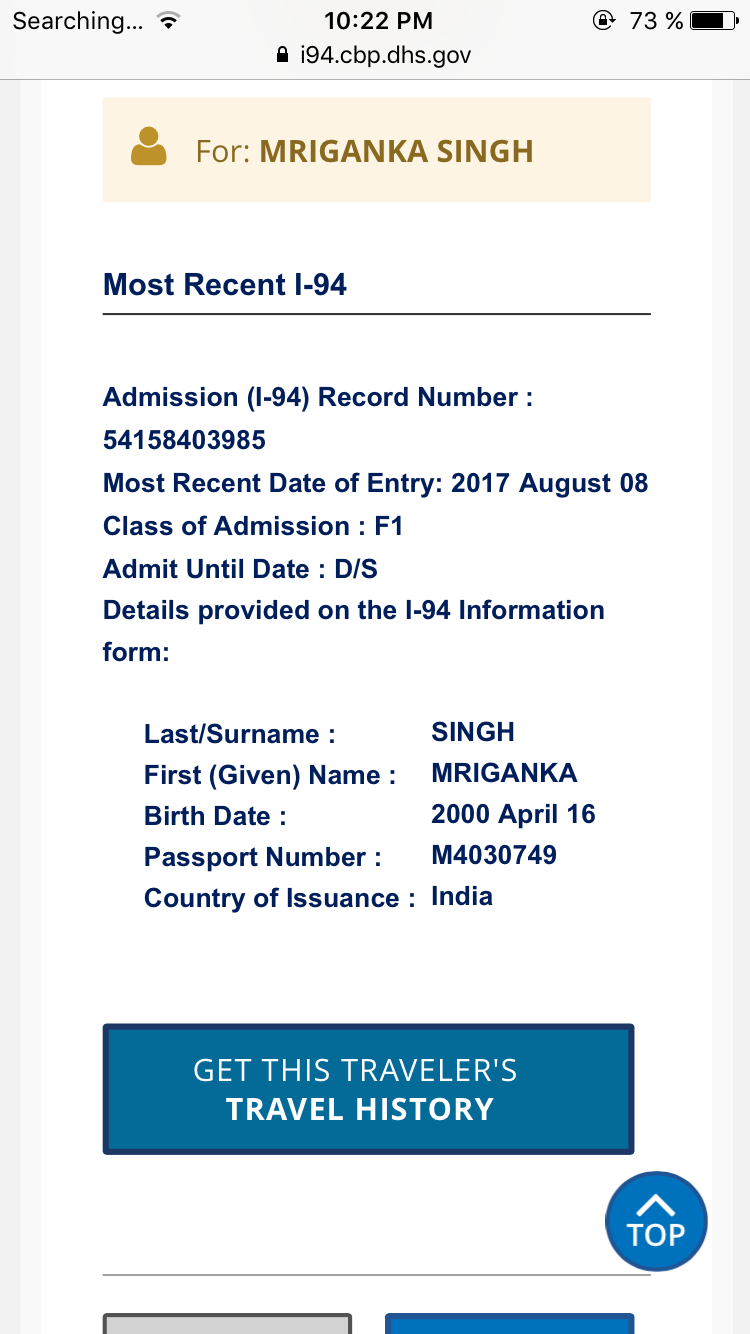 Searching... 10:22 PM 73 %
i94.cbp.dhs.gov
For: MRIGANKA SINGH
Most Recent I-94
Admission (I-94) Record Number :
54158403985
Most Recent Date of Entry: 2017 August 08
Class of Admission : F1
Admit Until Date : D/S
Details provided on the I-94 Information
form:
Last/Surname : SINGH
First (Given) Name : MRIGANKA
Birth Date : 2000 April 16
Passport Number : M4030749
Country of Issuance : India
GET THIS TRAVELER'S
TRAVEL HISTORY
TOP